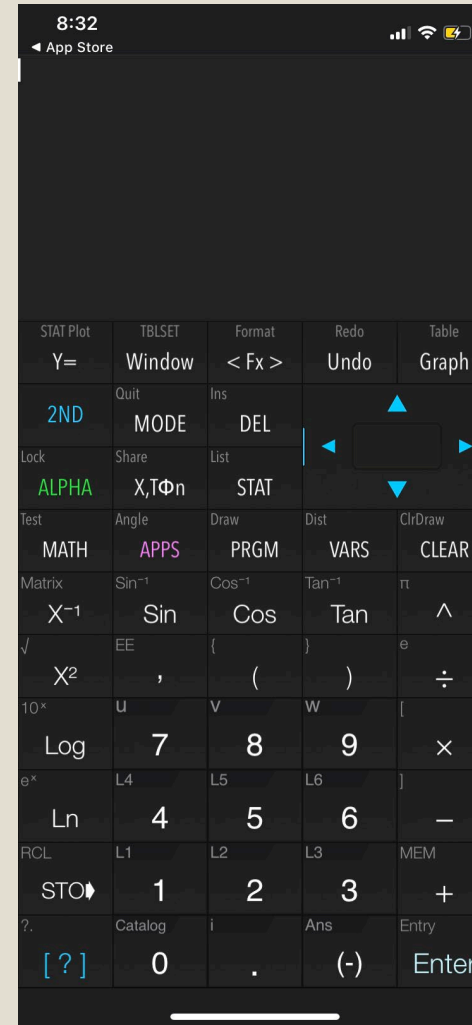 8:32
◀ App Store
STAT Plot TBLSET Format Redo Table
Y= Window < Fx > Undo Graph
Quit Ins
2ND MODE DEL
Lock Share List
ALPHA X,TΦn STAT
Test Angle Draw Dist ClrDraw
MATH APPS PRGM VARS CLEAR
Matrix Sin⁻¹ Cos⁻¹ Tan⁻¹ π
X⁻¹ Sin Cos Tan ^
√ EE { } e
X² , ( ) ÷
10ˣ u v w [
Log 7 8 9 ×
eˣ L4 L5 L6 ]
Ln 4 5 6 −
RCL L1 L2 L3 MEM
STO▶ 1 2 3 +
?. Catalog i Ans Entry
[ ? ] 0 . (-) Enter